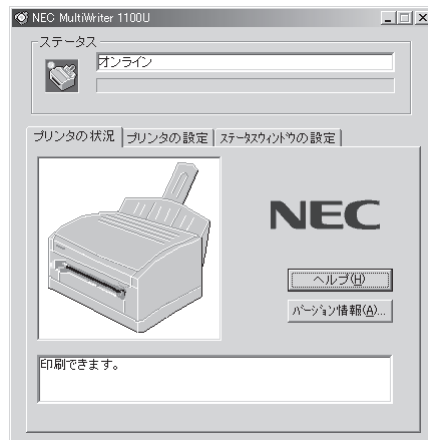 NEC MultiWriter 1100U
ステータス
オンライン
プリンタの状況 プリンタの設定 ｽﾃｰﾀｽｳｨﾝﾄﾞｳの設定
NEC
ヘルプ(H)
ﾊﾞｰｼﾞｮﾝ情報(A)...
印刷できます。